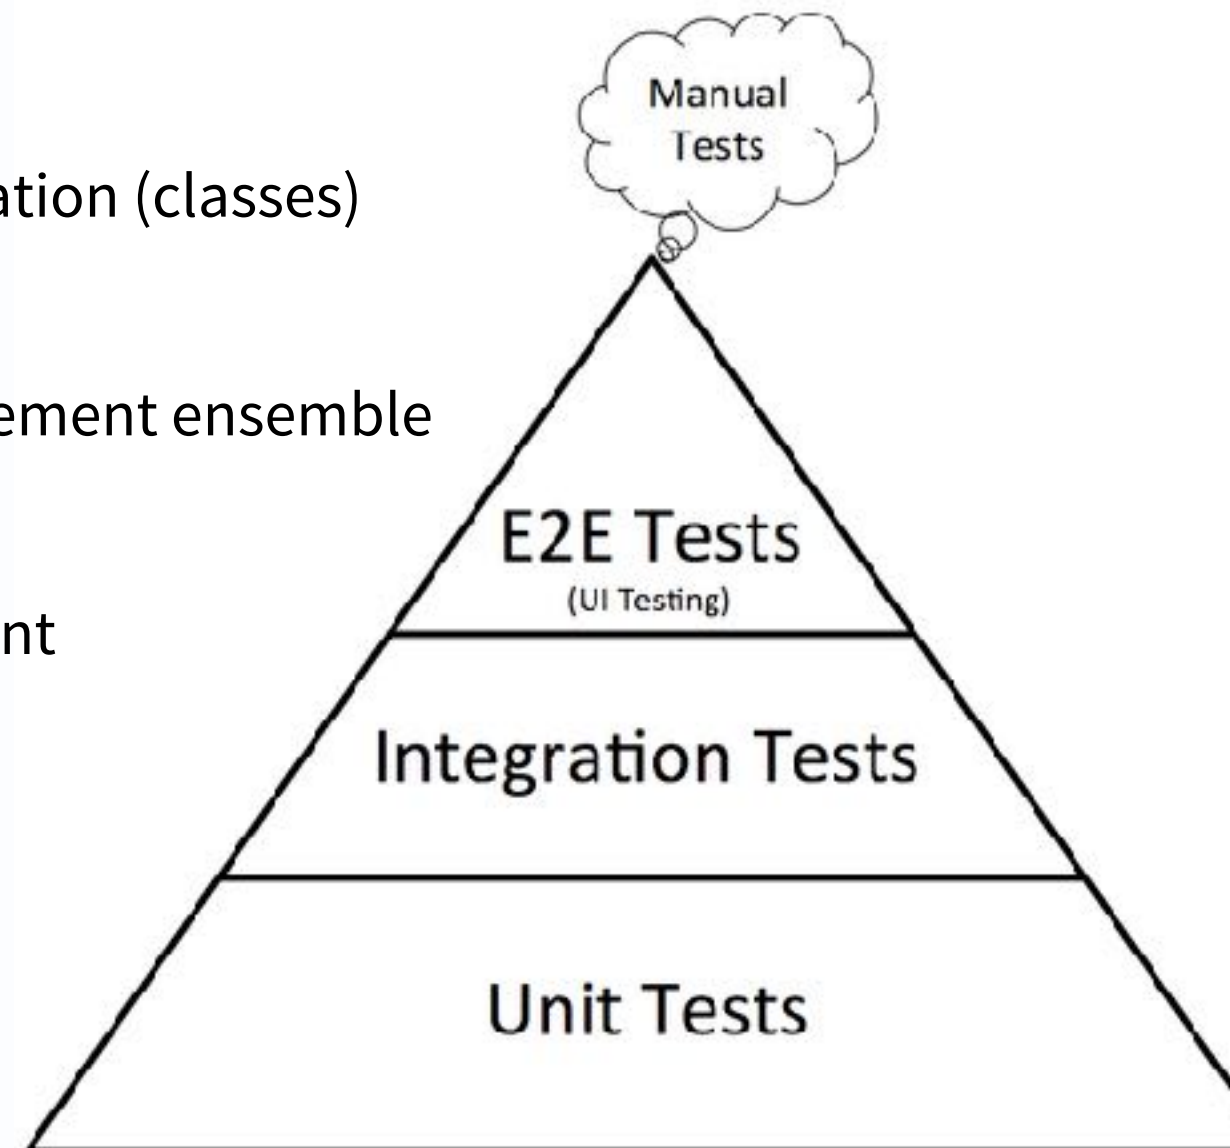 ation (classes)
ement ensemble
nt
Manual
Tests
E2E Tests
(UI Testing)
Integration Tests
Unit Tests